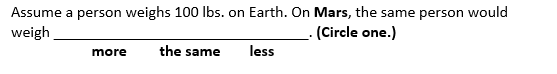 Assume a person weighs 100 lbs. on Earth. On Mars, the same person would
weigh ________________________________. (Circle one.)
more the same less